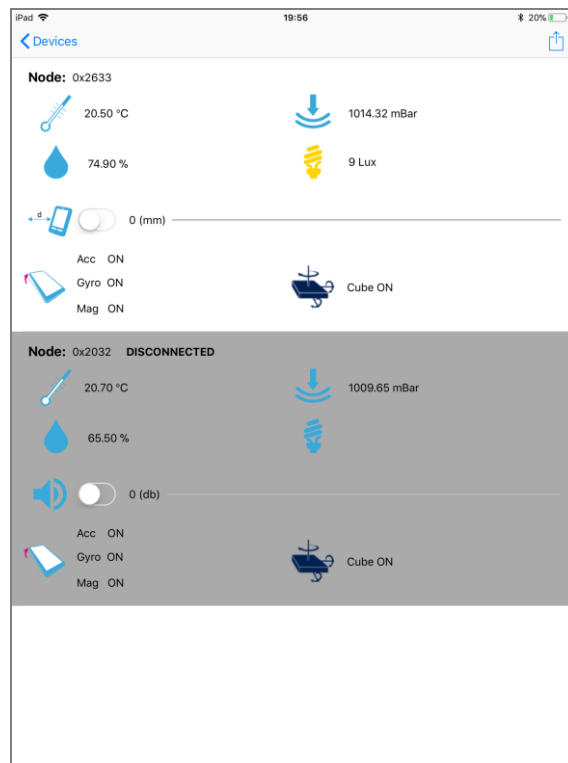 iPad 19:56 20%
Devices
Node: 0x2633
20.50 °C 1014.32 mBar
74.90 % 9 Lux
d 0 (mm)
Acc ON
Gyro ON Cube ON
Mag ON
Node: 0x2032 DISCONNECTED
20.70 °C 1009.65 mBar
65.50 %
0 (db)
Acc ON
Gyro ON Cube ON
Mag ON